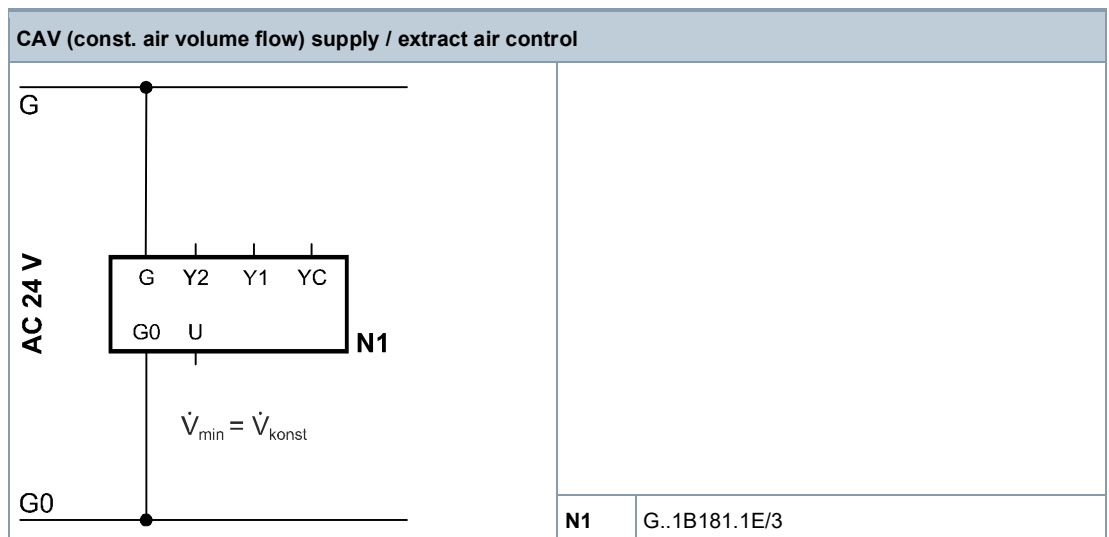 CAV (const. air volume flow) supply / extract air control
G
AC 24 V
G Y2 Y1 YC
G0 U
N1
V̇min = V̇konst
G0
N1 G..1B181.1E/3